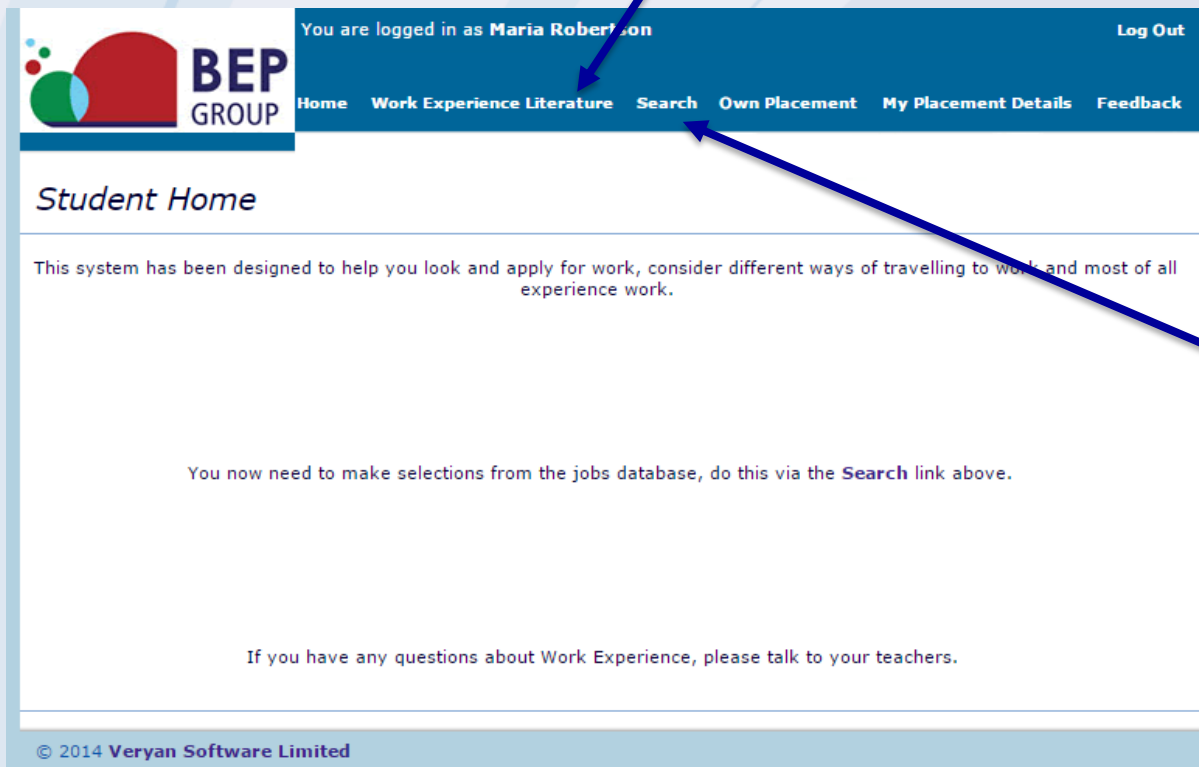 You are logged in as Maria Robertson
Log Out
BEP
GROUP
Home Work Experience Literature Search Own Placement My Placement Details Feedback
Student Home
This system has been designed to help you look and apply for work, consider different ways of travelling to work and most of all
experience work.
You now need to make selections from the jobs database, do this via the Search link above.
If you have any questions about Work Experience, please talk to your teachers.
© 2014 Veryan Software Limited